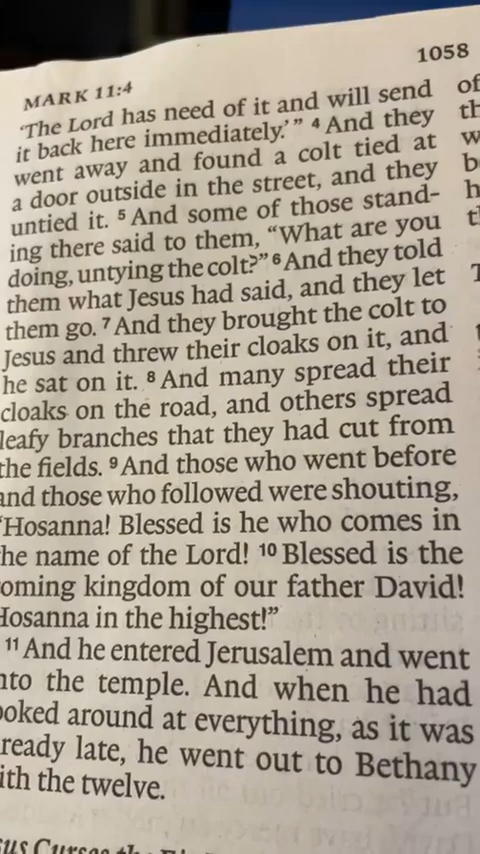 MARK 11:4
1058
'The Lord has need of it and will send
it back here immediately.'" 4 And they
went away and found a colt tied at
a door outside in the street, and they
untied it. 5 And some of those stand-
ing there said to them, "What are you
doing, untying the colt?" 6 And they told
them what Jesus had said, and they let
them go. 7 And they brought the colt to
Jesus and threw their cloaks on it, and
he sat on it. 8 And many spread their
cloaks on the road, and others spread
leafy branches that they had cut from
the fields. 9 And those who went before
and those who followed were shouting,
"Hosanna! Blessed is he who comes in
he name of the Lord! 10 Blessed is the
oming kingdom of our father David!
Hosanna in the highest!"
11 And he entered Jerusalem and went
nto the temple. And when he had
ooked around at everything, as it was
ready late, he went out to Bethany
ith the twelve.
sus Curses the